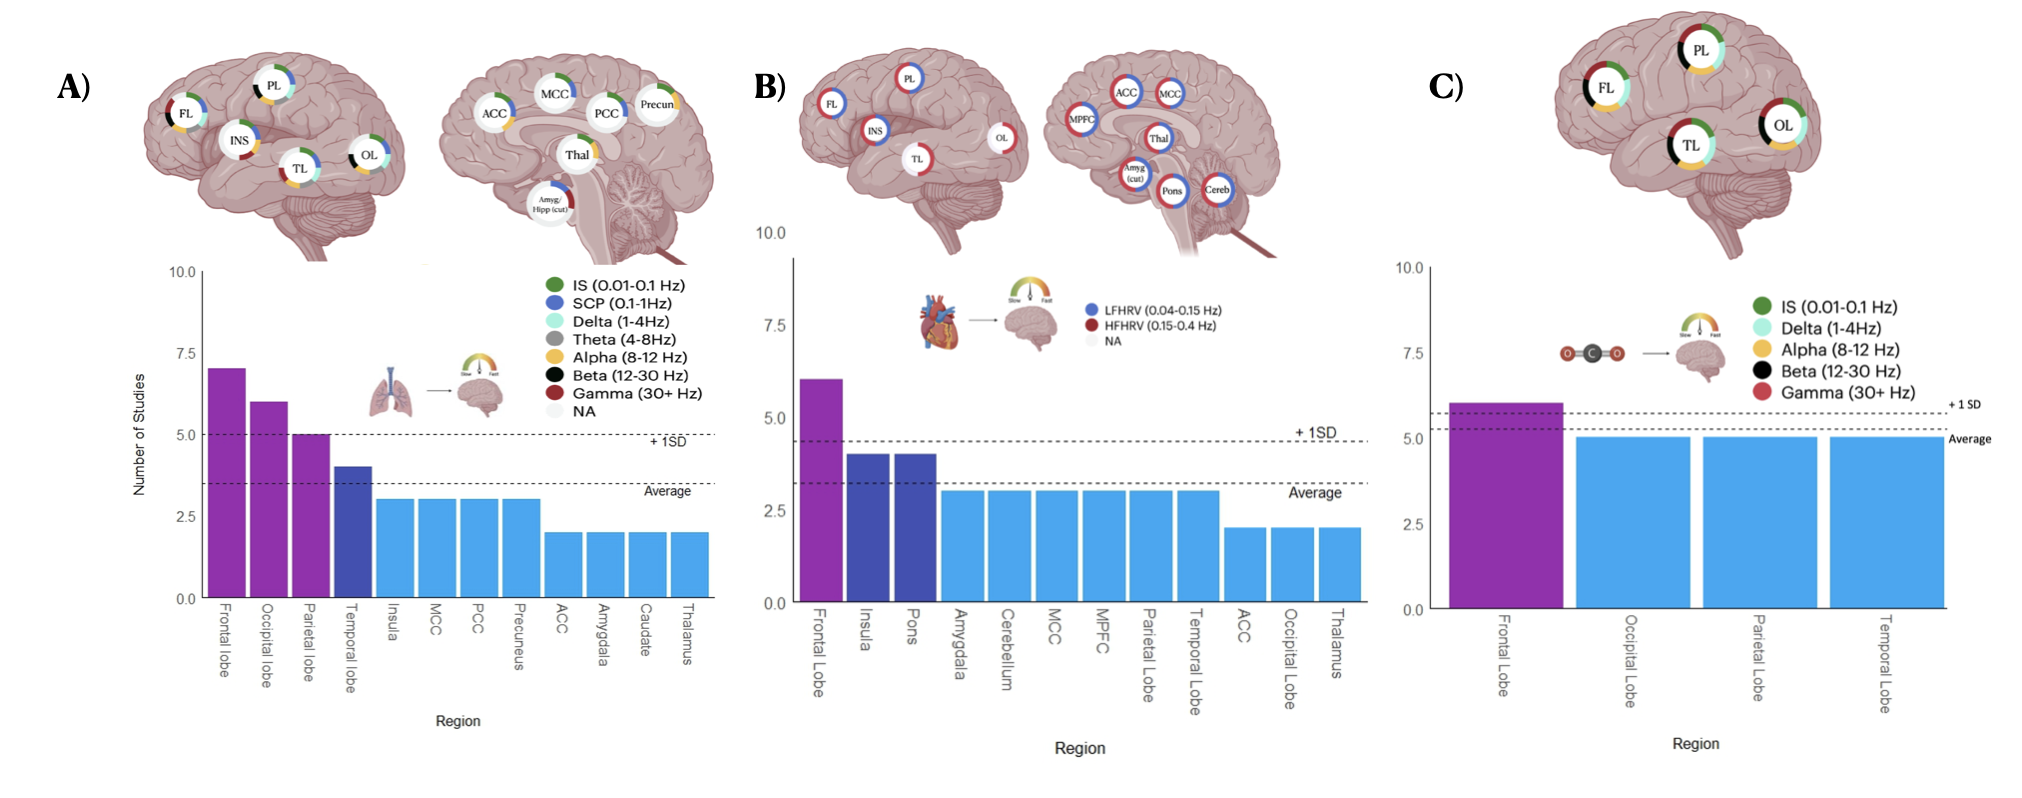 A)
PL
FL
INS
TL
OL
ACC
MCC
PCC
Precun
Thal
Amyg/
Hipp (cut)
10.0
7.5
5.0
2.5
0.0
Number of Studies
IS (0.01-0.1 Hz)
SCP (0.1-1Hz)
Delta (1-4Hz)
Theta (4-8Hz)
Alpha (8-12 Hz)
Beta (12-30 Hz)
Gamma (30+ Hz)
NA
Slow
Fast
+ 1SD
Average
Frontal lobe
Occipital lobe
Parietal lobe
Temporal lobe
Insula
MCC
PCC
Precuneus
ACC
Amygdala
Caudate
Thalamus
Region
B)
PL
FL
INS
TL
OL
ACC
MCC
MPFC
Thal
Amyg
(cut)
Pons
Cereb
10.0
7.5
5.0
2.5
0.0
Slow
Fast
LFHRV (0.04-0.15 Hz)
HFHRV (0.15-0.4 Hz)
NA
+ 1SD
Average
Frontal Lobe
Insula
Pons
Amygdala
Cerebellum
MCC
MPFC
Parietal Lobe
Temporal Lobe
ACC
Occipital Lobe
Thalamus
Region
C)
PL
FL
TL
OL
10.0
7.5
5.0
2.5
0.0
O C O
Slow
Fast
IS (0.01-0.1 Hz)
Delta (1-4Hz)
Alpha (8-12 Hz)
Beta (12-30 Hz)
Gamma (30+ Hz)
+ 1 SD
Average
Frontal Lobe
Occipital Lobe
Parietal Lobe
Temporal Lobe
Region